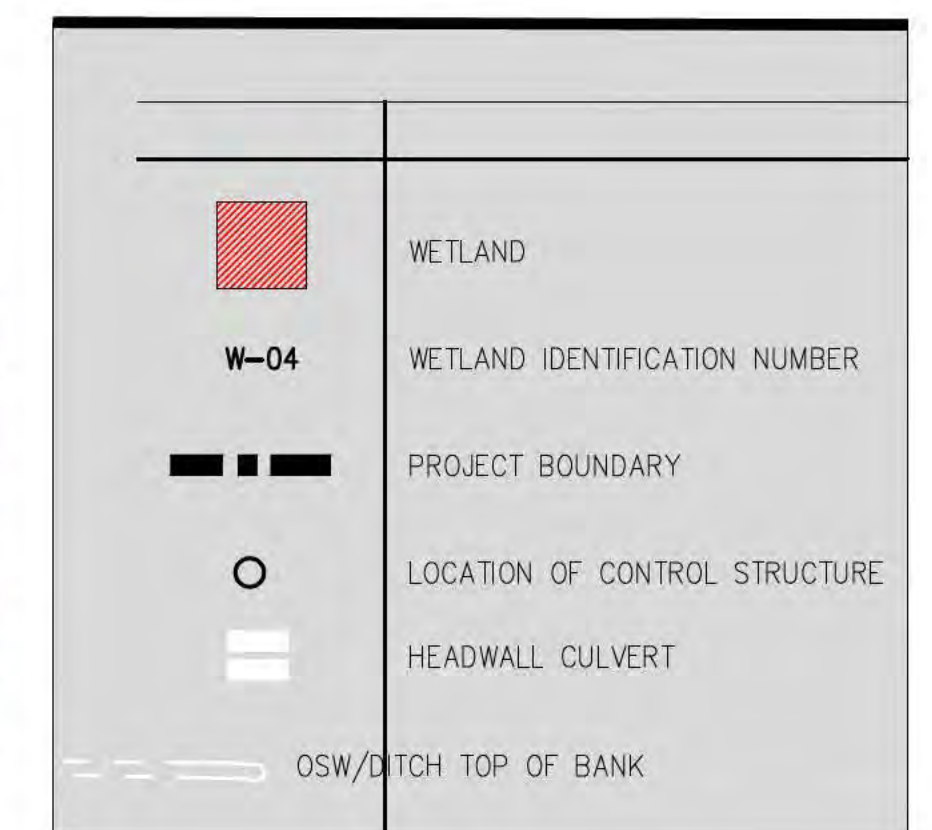 WETLAND
W-04 WETLAND IDENTIFICATION NUMBER
PROJECT BOUNDARY
LOCATION OF CONTROL STRUCTURE
HEADWALL CULVERT
OSW/DITCH TOP OF BANK